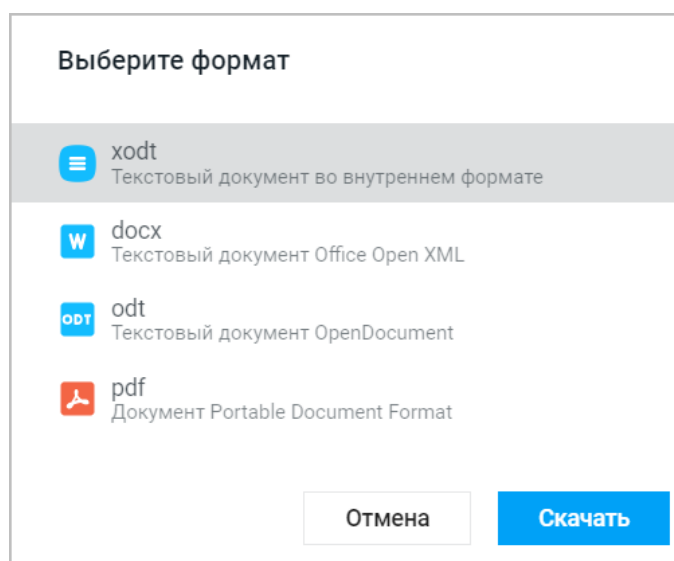 Выберите формат
xodt
Текстовый документ во внутреннем формате
W
docx
Текстовый документ Office Open XML
ODT
odt
Текстовый документ OpenDocument
pdf
Документ Portable Document Format
Отмена
Скачать